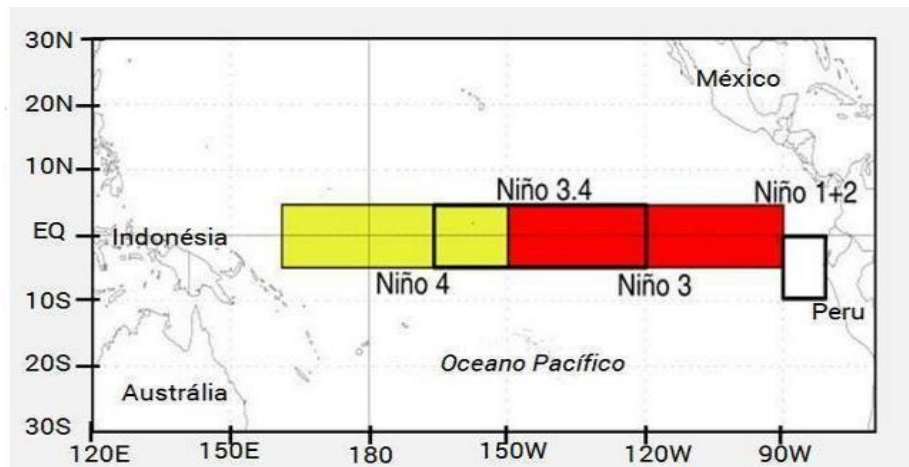 30N
México
20N
10N
Niño 3.4
Niño 1+2
EQ
Indonésia
Niño 4
Niño 3
10S
Peru
20S
Oceano Pacífico
Austrália
30S
120E
150E
180
150W
120W
90W